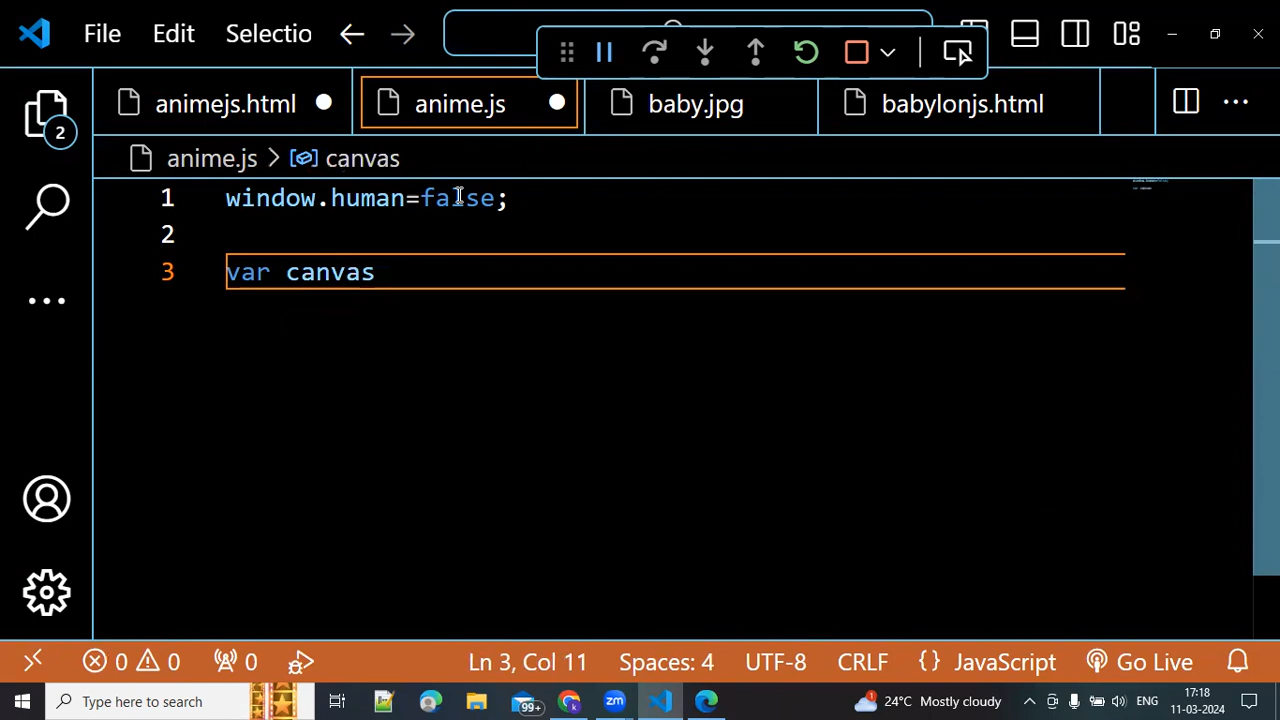 File Edit Selectio
animejs.html anime.js baby.jpg babylonjs.html
2
anime.js > canvas
1 window.human=false;
2
3 var canvas
0 0 0 Ln 3, Col 11 Spaces: 4 UTF-8 CRLF {} JavaScript Go Live
Type here to search 99+ zm 1 24°C Mostly cloudy ENG 17:18
11-03-2024